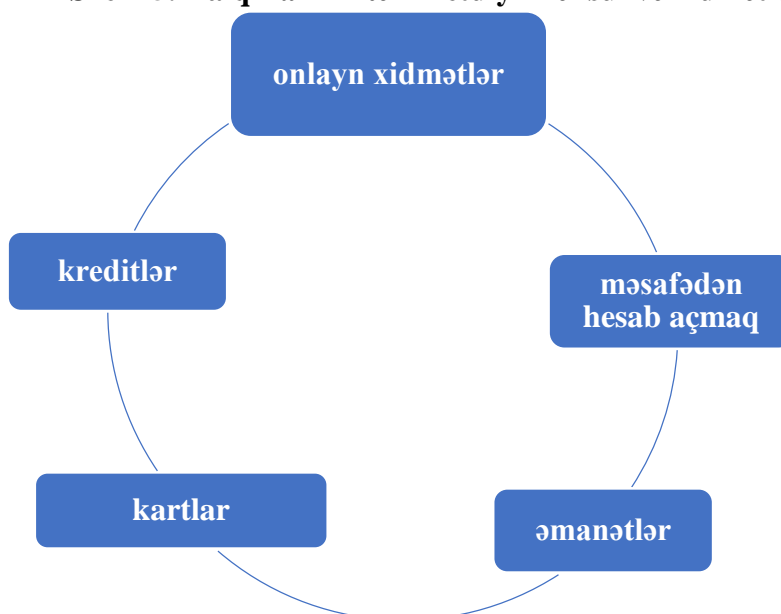 onlayn xidmətlər
kreditlər
məsafədən
hesab açmaq
kartlar
əmanətlər